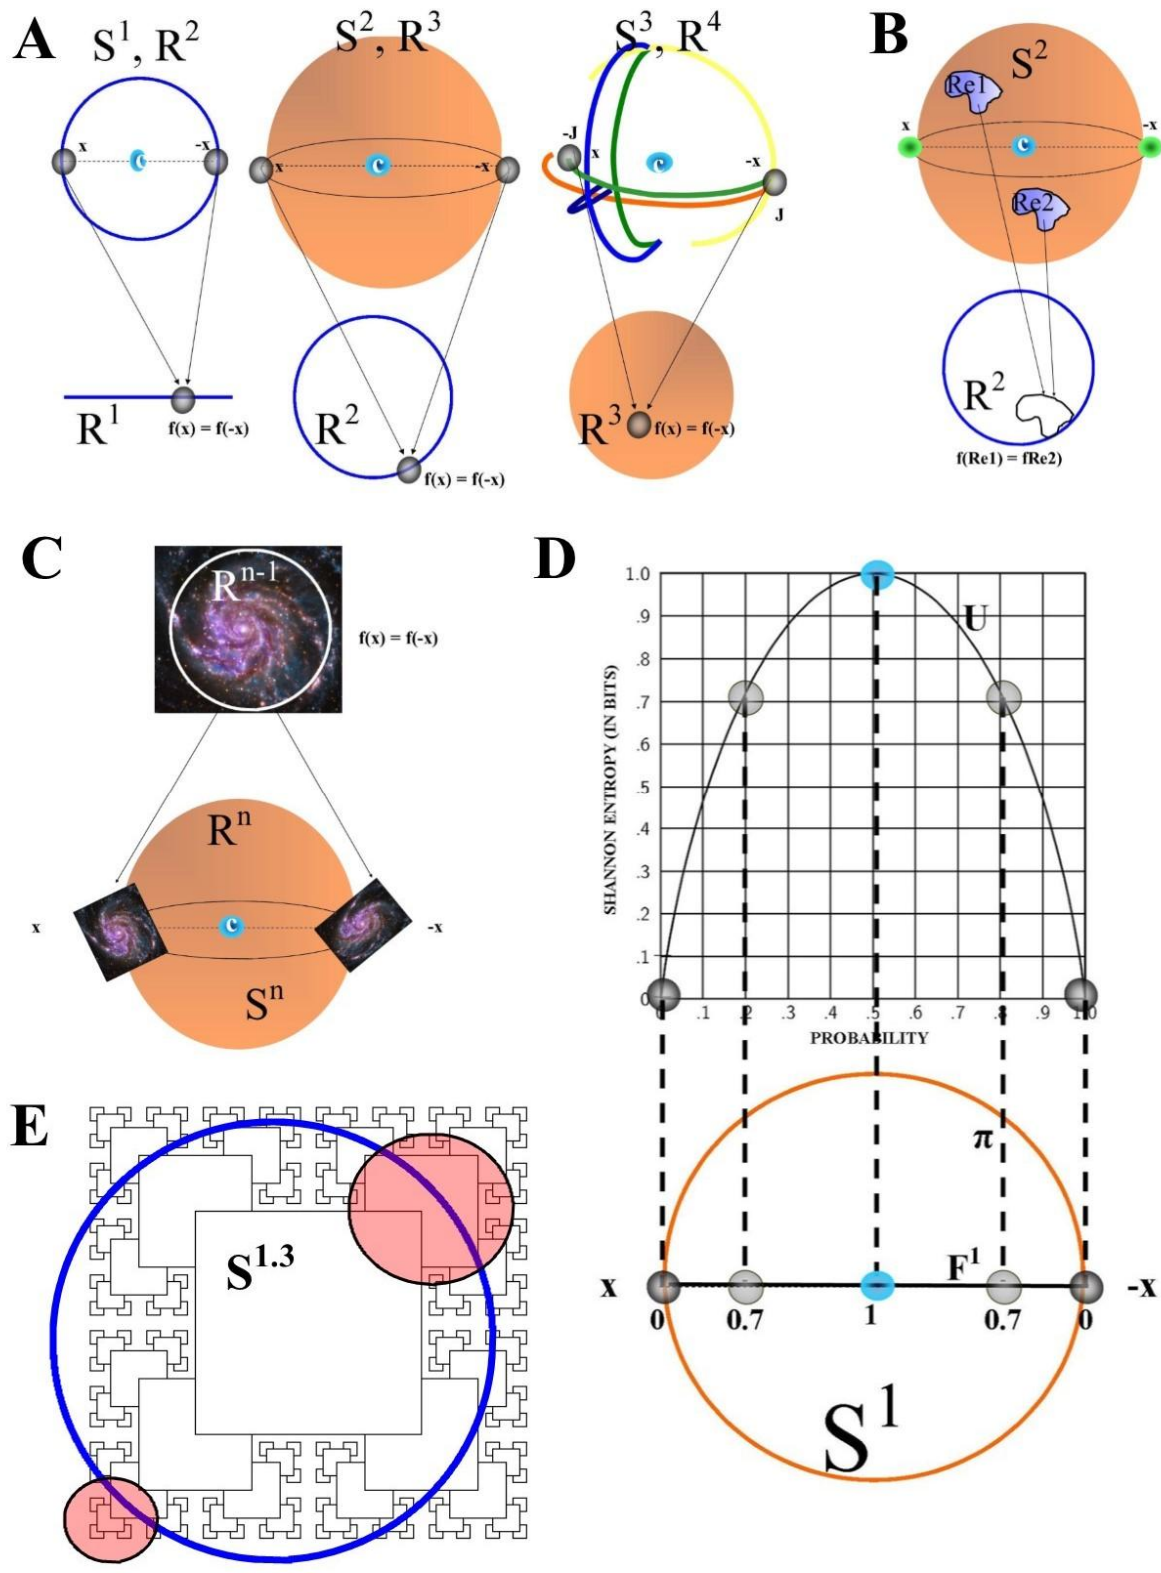 A
S1, R2
S2, R3
S3, R4
B
S2
x
-x
c
x
-x
c
-J
x
-x
c
J
Re1
x
-x
c
Re2
R1
f(x) = f(-x)
R2
f(x) = f(-x)
R3
f(x) = f(-x)
R2
f(Re1) = fRe2)
C
Rn-1
f(x) = f(-x)
Rn
x
c
-x
Sn
D
1.0
.9
.8
.7
.6
.5
.4
.3
.2
.1
0
U
SHANNON ENTROPY (IN BITS)
.1 .2 .3 .4 .5 .6 .7 .8 .9 1.0
PROBABILITY
π
F1
x
-x
0 0.7 1 0.7 0
S1
E
S1.3